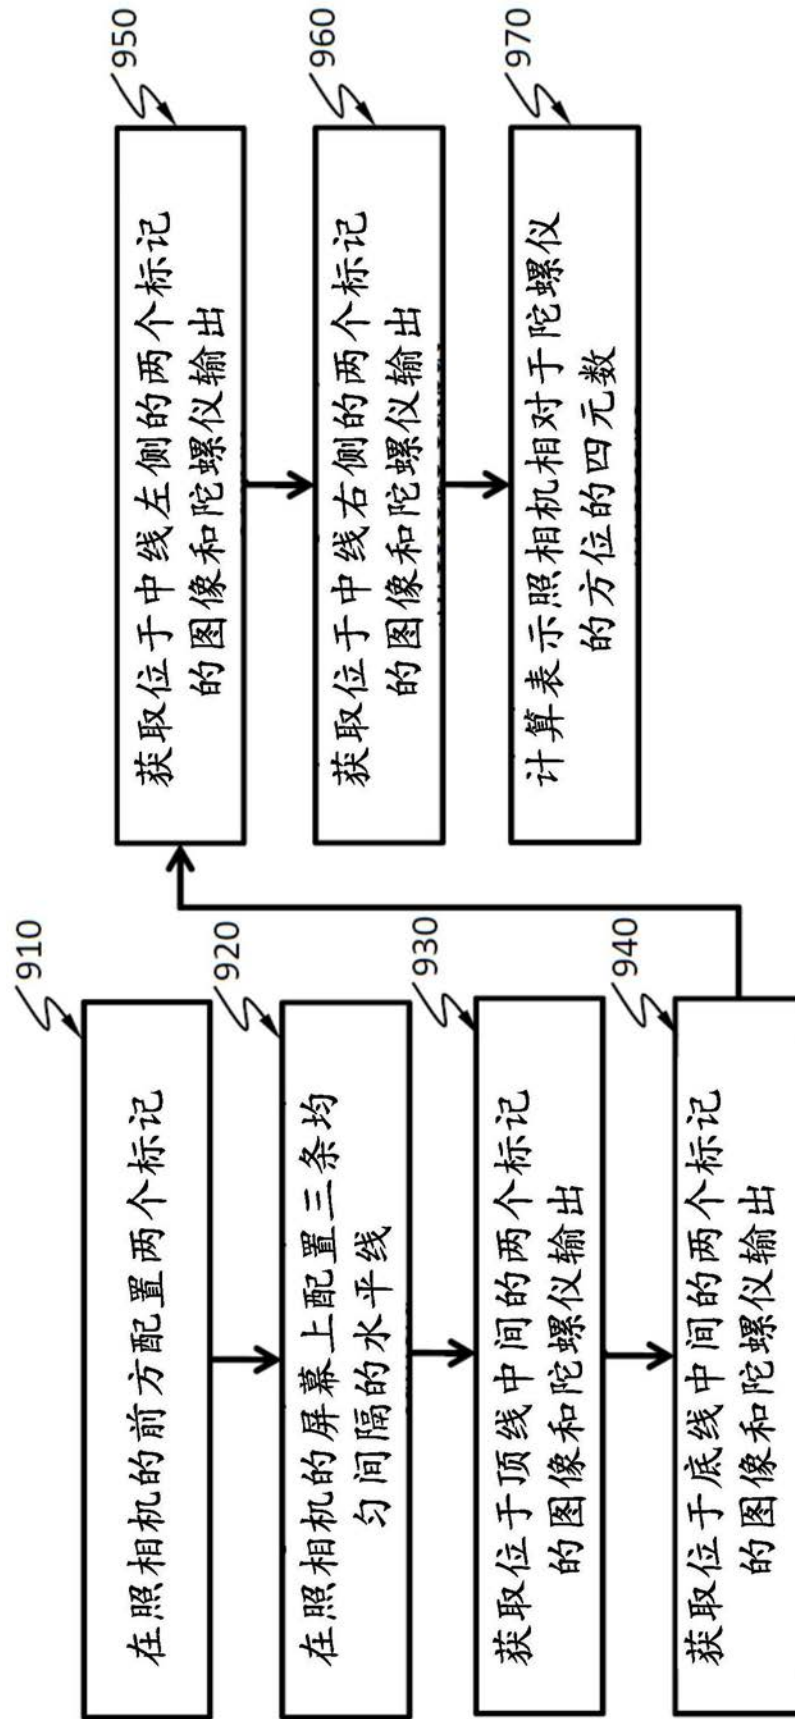 910
在照相机的前方配置两个标记
920
在照相机的屏幕上配置三条均
匀间隔的水平线
930
获取位于顶线中间的两个标记
的图像和陀螺仪输出
940
获取位于底线中间的两个标记
的图像和陀螺仪输出
950
获取位于中线左侧的两个标记
的图像和陀螺仪输出
960
获取位于中线右侧的两个标记
的图像和陀螺仪输出
970
计算表示照相机相对于陀螺仪
的方位的四元数